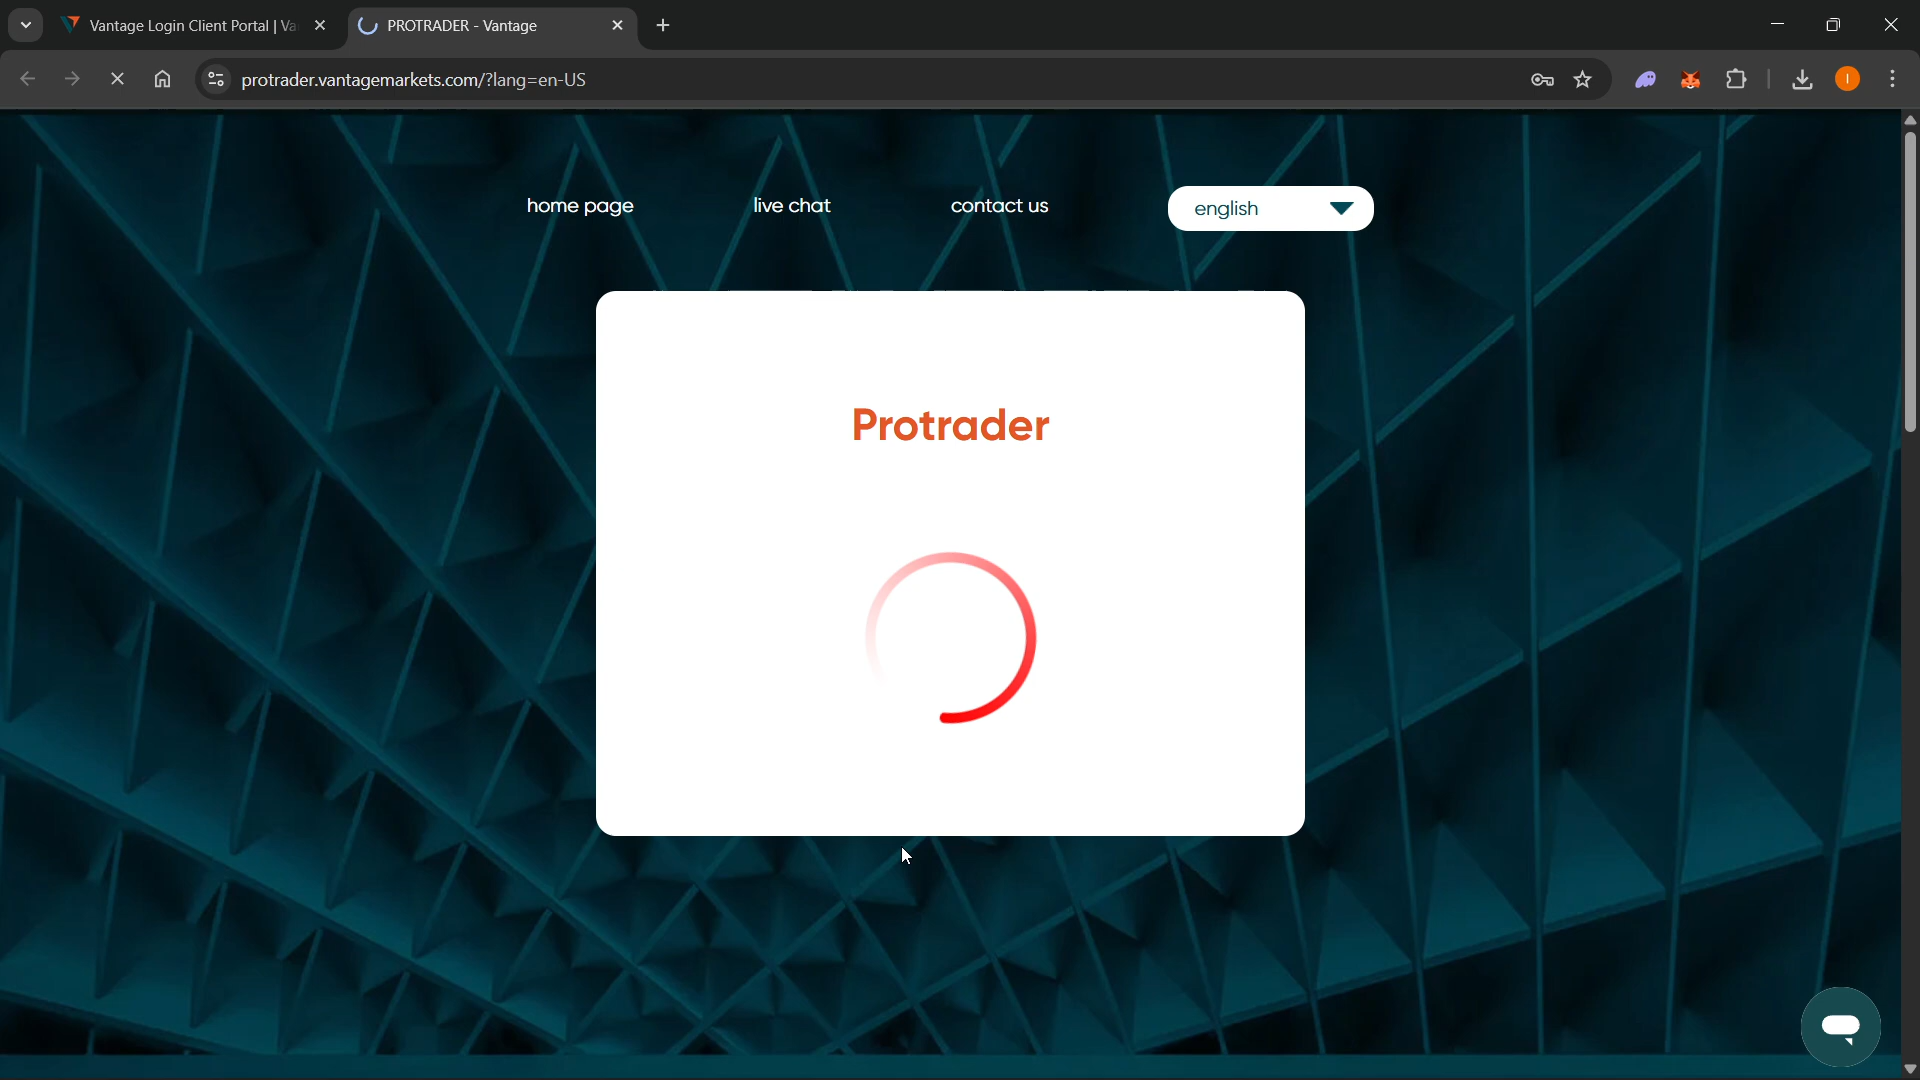 Vantage Login Client Portal | Va
PROTRADER - Vantage
protrader.vantagemarkets.com/?lang=en-US
I
home page
live chat
contact us
english
Protrader